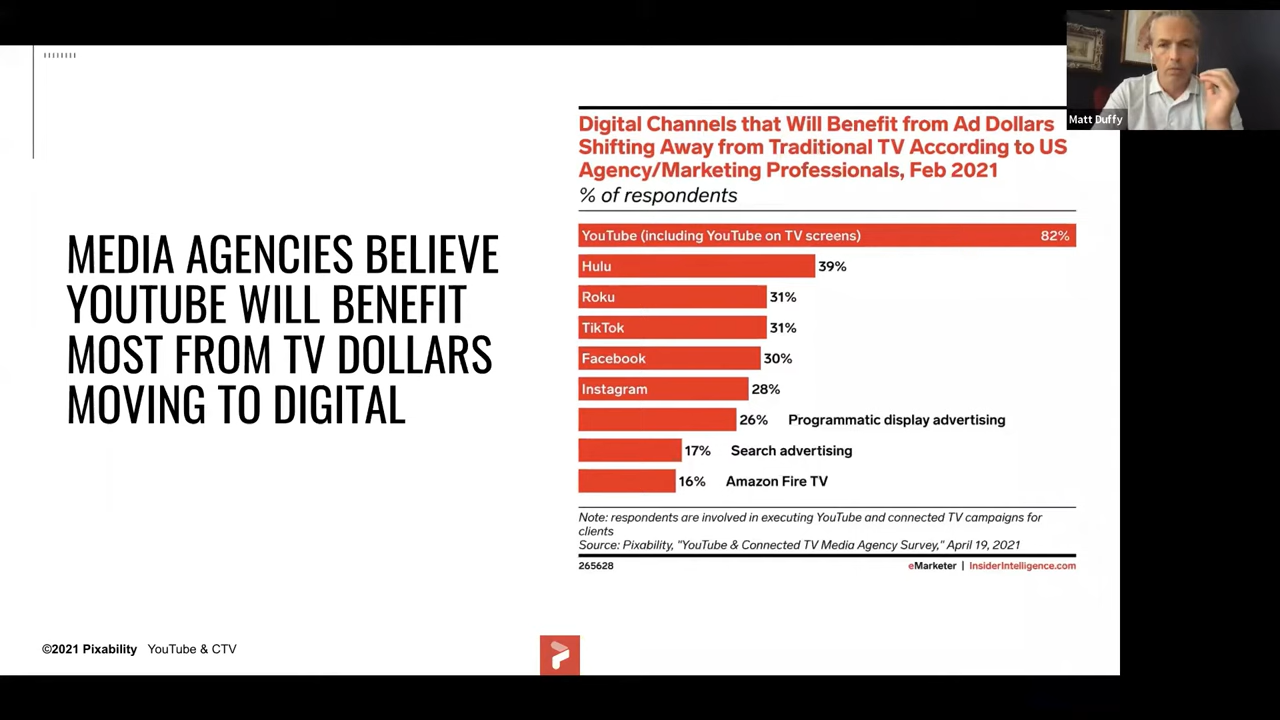 Matt Duffy
MEDIA AGENCIES BELIEVE
YOUTUBE WILL BENEFIT
MOST FROM TV DOLLARS
MOVING TO DIGITAL
Digital Channels that Will Benefit from Ad Dollars
Shifting Away from Traditional TV According to US
Agency/Marketing Professionals, Feb 2021
% of respondents
YouTube (including YouTube on TV screens) 82%
Hulu 39%
Roku 31%
TikTok 31%
Facebook 30%
Instagram 28%
26% Programmatic display advertising
17% Search advertising
16% Amazon Fire TV
Note: respondents are involved in executing YouTube and connected TV campaigns for
clients
Source: Pixability, "YouTube & Connected TV Media Agency Survey," April 19, 2021
265628 eMarketer | InsiderIntelligence.com
©2021 Pixability YouTube & CTV